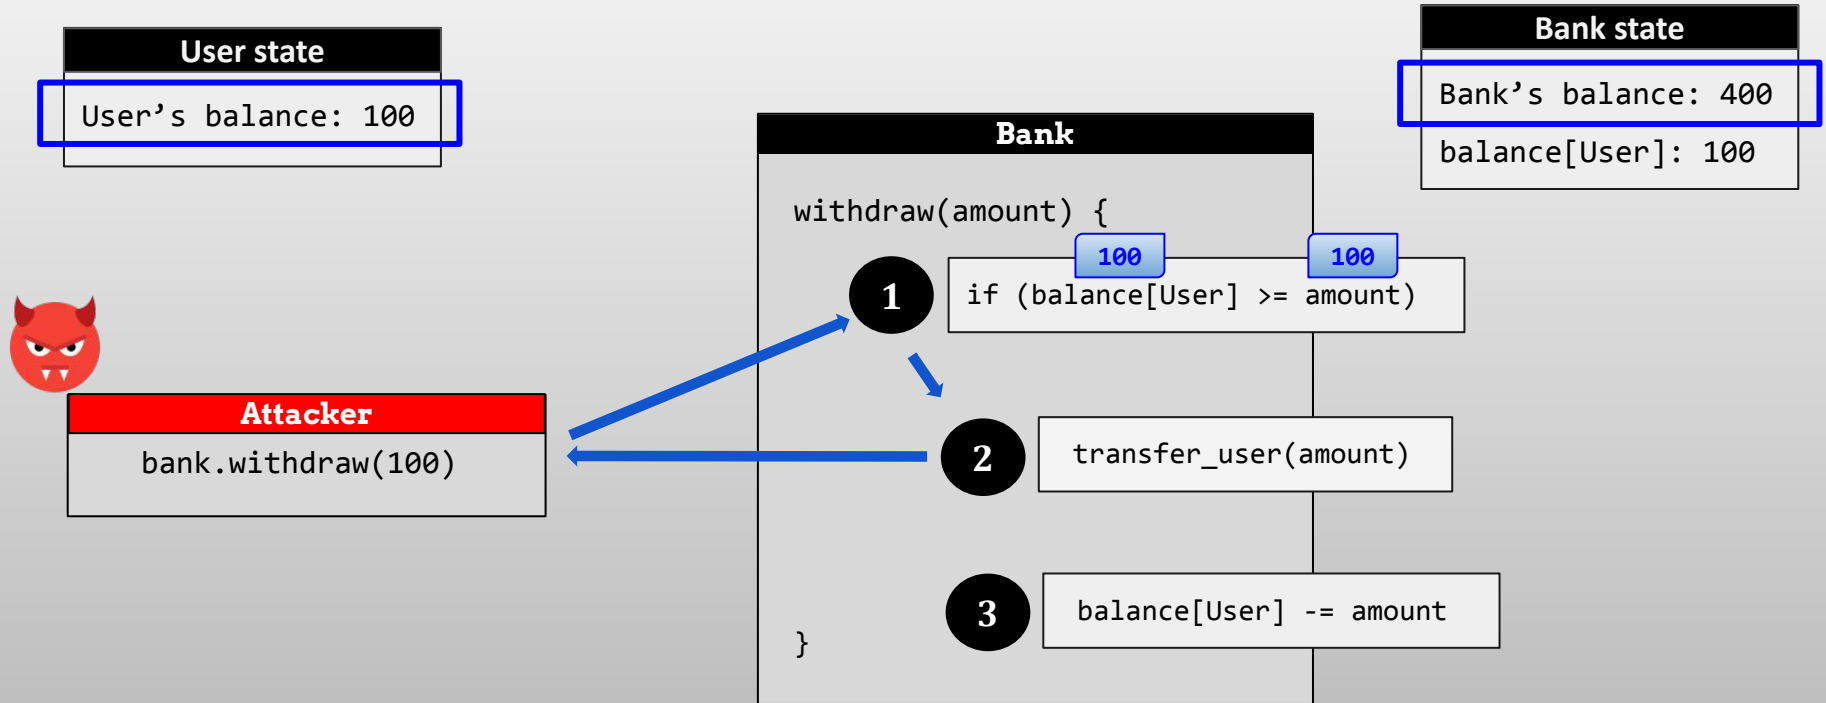 User state
User’s balance: 100
Bank state
Bank’s balance: 400
balance[User]: 100
Bank
withdraw(amount) {
100 100
1 if (balance[User] >= amount)
Attacker
bank.withdraw(100)
2 transfer_user(amount)
3 balance[User] -= amount
}